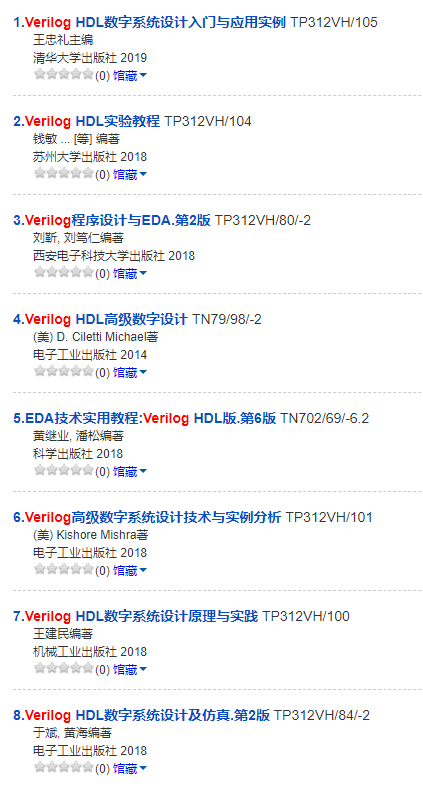 1.Verilog HDL数字系统设计入门与应用实例 TP312VH/105
王忠礼主编
清华大学出版社 2019
(0) 馆藏
2.Verilog HDL实验教程 TP312VH/104
钱敏 ... [等] 编著
苏州大学出版社 2018
(0) 馆藏
3.Verilog程序设计与EDA.第2版 TP312VH/80/-2
刘靳, 刘笃仁编著
西安电子科技大学出版社 2018
(0) 馆藏
4.Verilog HDL高级数字设计 TN79/98/-2
(美) D. Ciletti Michael著
电子工业出版社 2014
(0) 馆藏
5.EDA技术实用教程:Verilog HDL版.第6版 TN702/69/-6.2
黄继业, 潘松编著
科学出版社 2018
(0) 馆藏
6.Verilog高级数字系统设计技术与实例分析 TP312VH/101
(美) Kishore Mishra著
电子工业出版社 2018
(0) 馆藏
7.Verilog HDL数字系统设计原理与实践 TP312VH/100
王建民编著
机械工业出版社 2018
(0) 馆藏
8.Verilog HDL数字系统设计及仿真.第2版 TP312VH/84/-2
于斌, 黄海编著
电子工业出版社 2018
(0) 馆藏